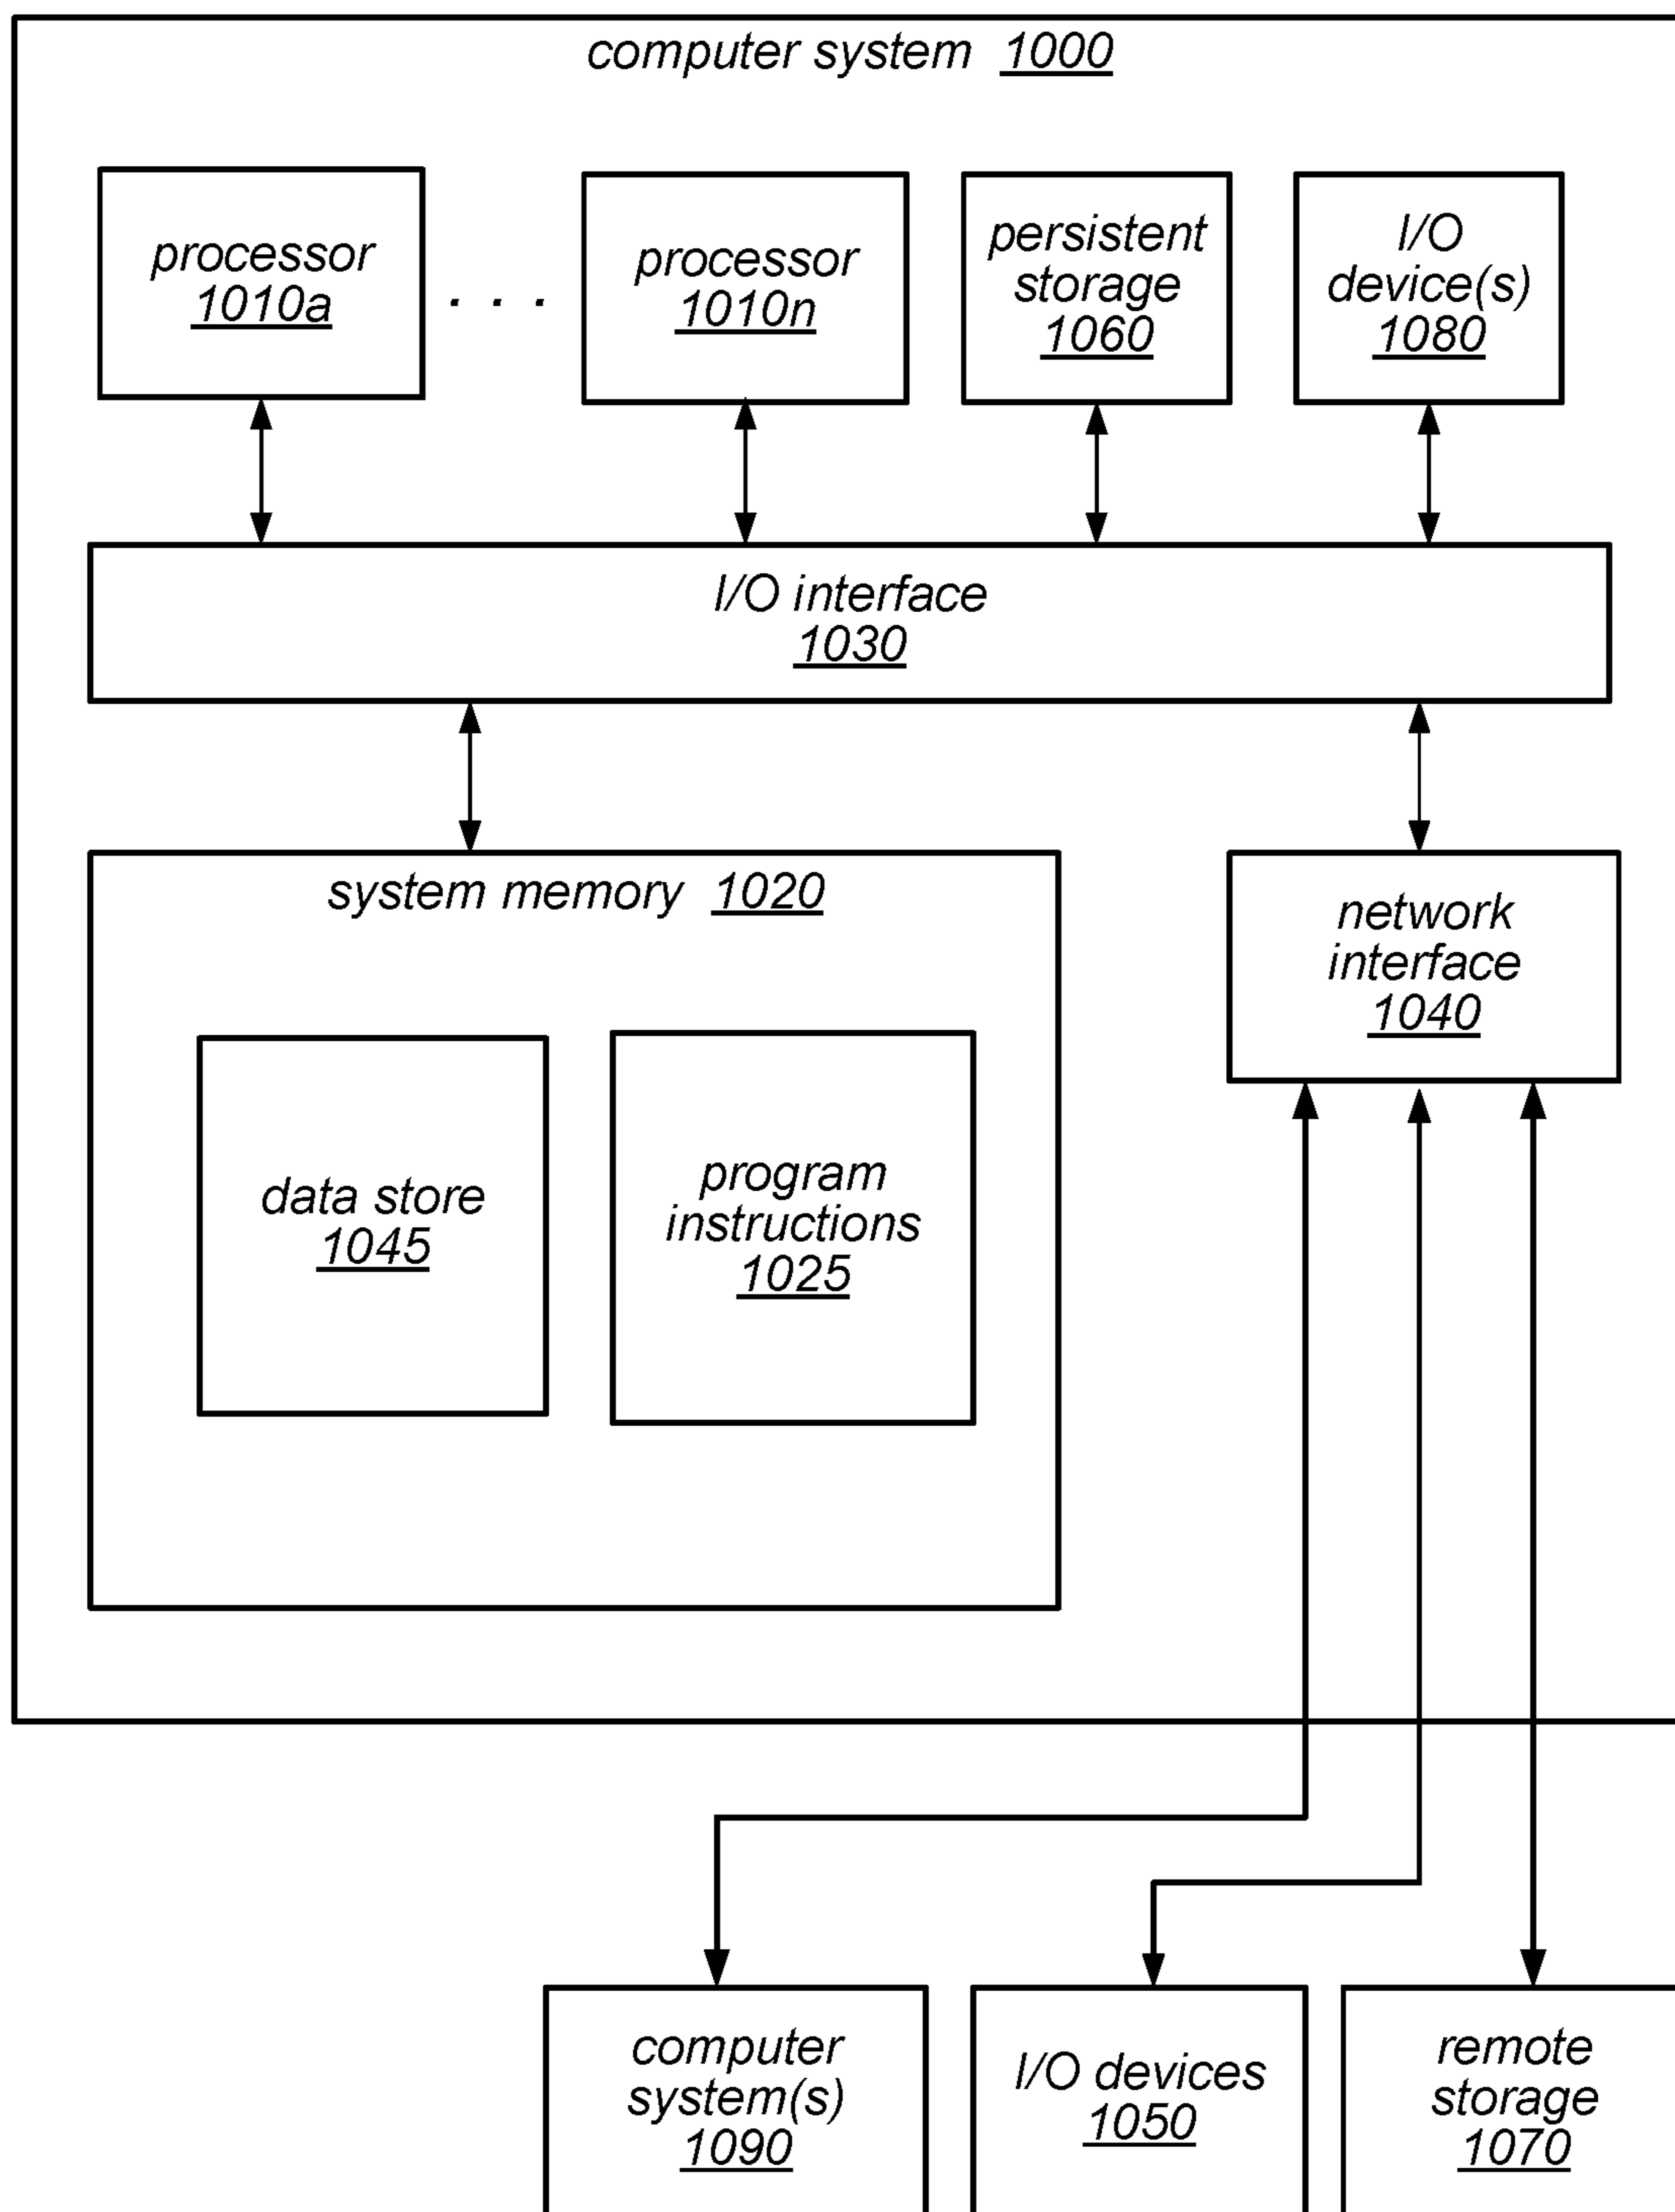 computer system 1000
processor
1010a
. . .
processor
1010n
persistent
storage
1060
I/O
device(s)
1080
I/O interface
1030
system memory 1020
network
interface
1040
data store
1045
program
instructions
1025
computer
system(s)
1090
I/O devices
1050
remote
storage
1070